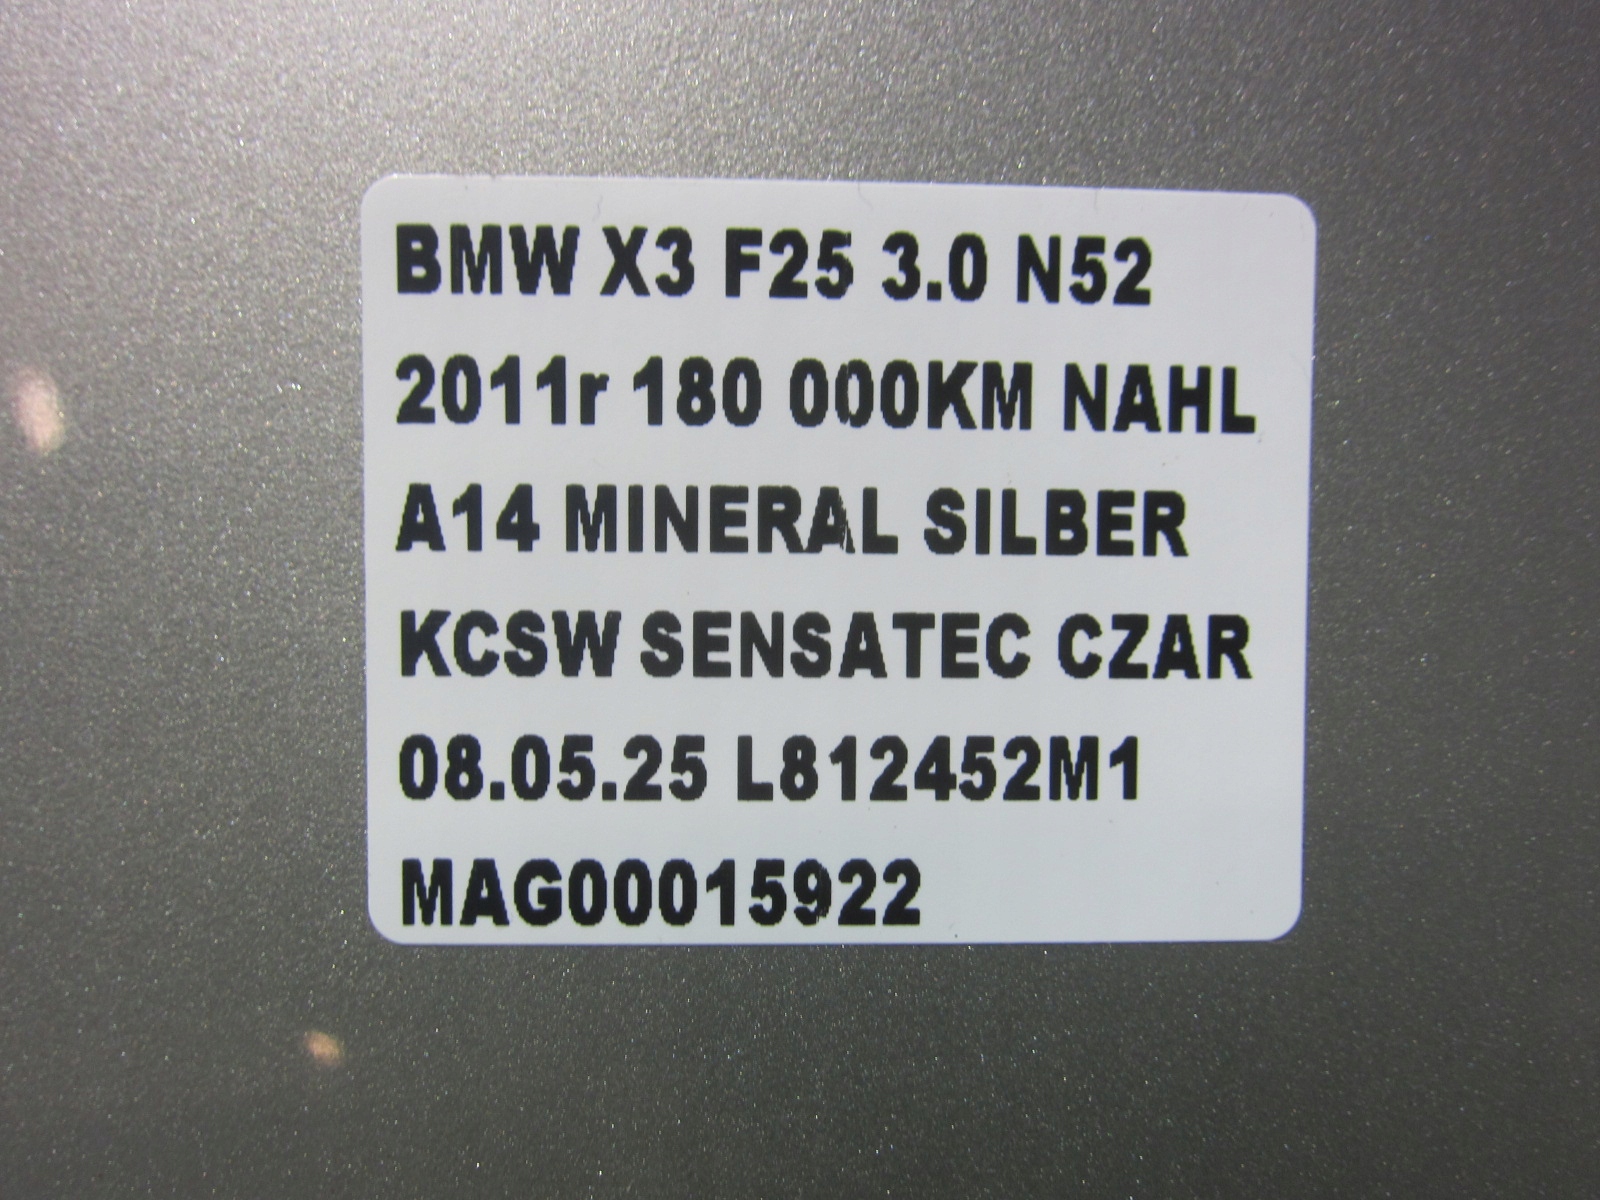 BMW X3 F25 3.0 N52
2011r 180 000KM NAHL
A14 MINERAL SILBER
KCSW SENSATEC CZAR
08.05.25 L812452M1
MAG00015922